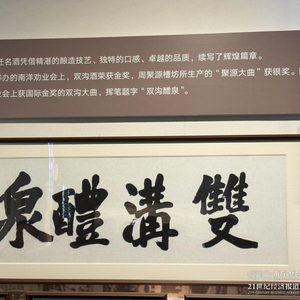 任名酒凭借精湛的酿造技艺、独特的口感、卓越的品质，续写了辉煌篇章。
举办的南洋劝业会上，双沟酒荣获金奖，周聚源槽坊所生产的“聚源大曲”获银奖。
业会上获国际金奖的双沟大曲，挥笔题字“双沟醴泉”。
雙溝醴泉
21世纪经济报道